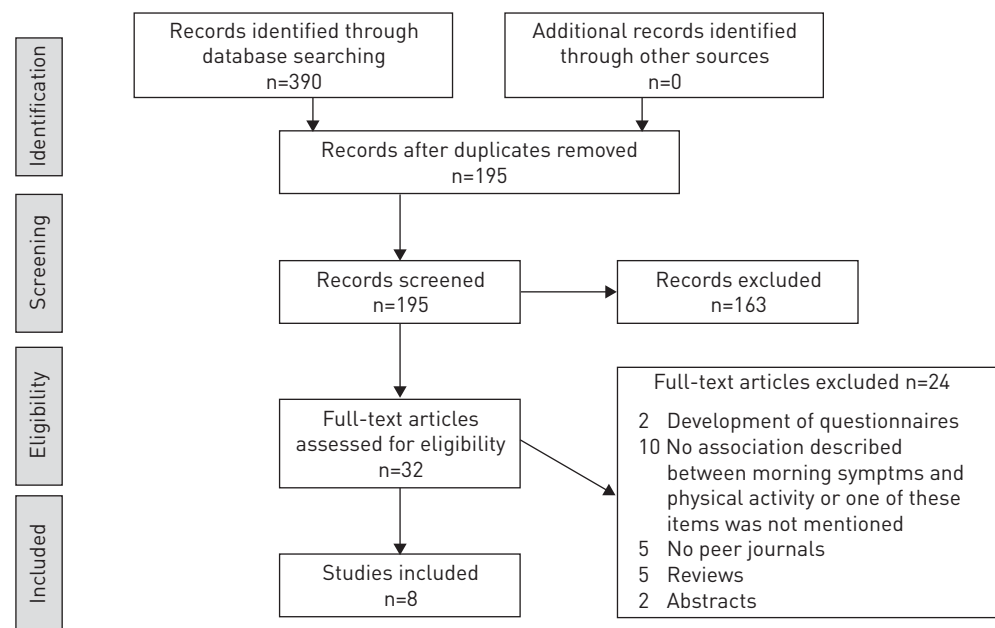 Identification
Records identified through
database searching
n=390
Additional records identified
through other sources
n=0
Records after duplicates removed
n=195
Screening
Records screened
n=195
Records excluded
n=163
Eligibility
Full-text articles
assessed for eligibility
n=32
Full-text articles excluded n=24
2 Development of questionnaires
10 No association described
between morning symptms and
physical activity or one of these
items was not mentioned
5 No peer journals
5 Reviews
2 Abstracts
Included
Studies included
n=8